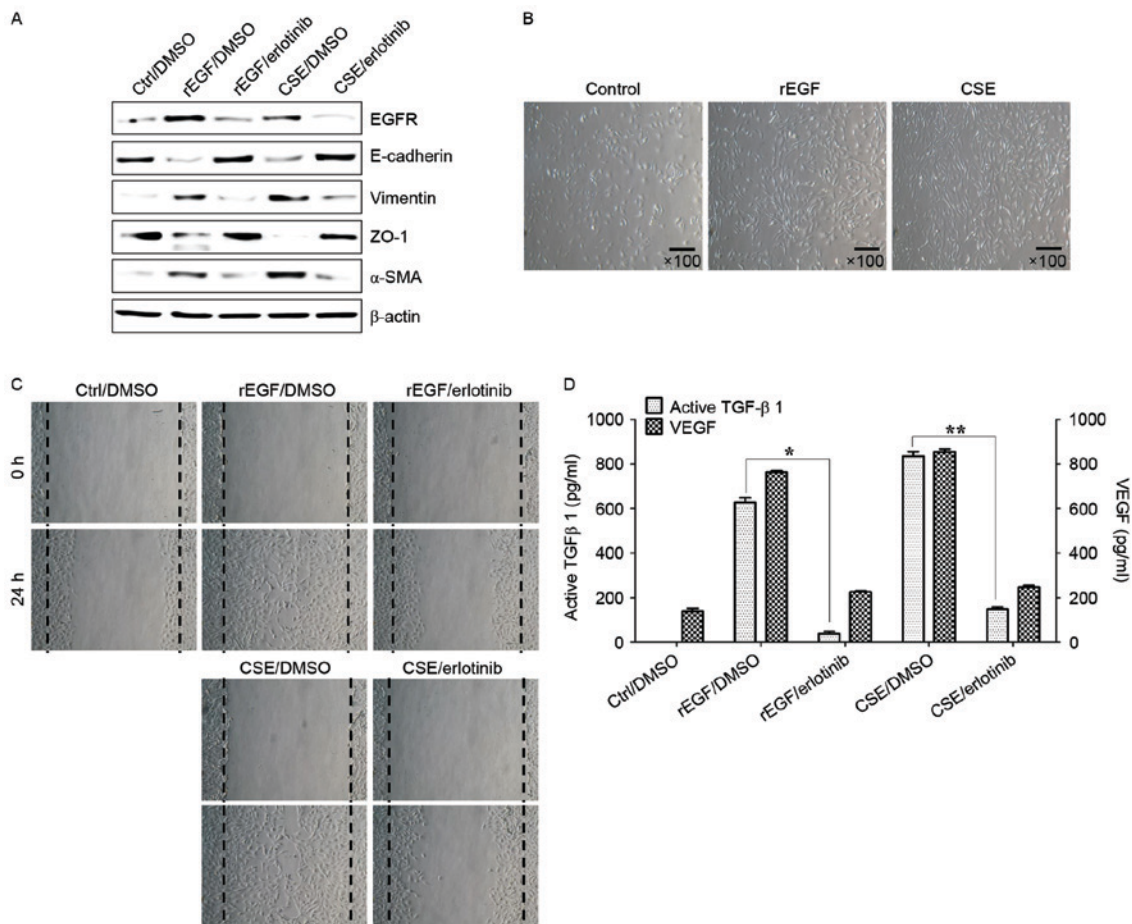 A
Ctrl/DMSO
rEGF/DMSO
rEGF/erlotinib
CSE/DMSO
CSE/erlotinib
EGFR
E-cadherin
Vimentin
ZO-1
α-SMA
β-actin
B
Control
rEGF
CSE
×100
×100
×100
C
Ctrl/DMSO
rEGF/DMSO
rEGF/erlotinib
0 h
24 h
CSE/DMSO
CSE/erlotinib
D
Active TGF-β 1
VEGF
1000
800
600
400
200
0
Active TGFβ 1 (pg/ml)
*
**
1000
800
600
400
200
0
VEGF (pg/ml)
Ctrl/DMSO
rEGF/DMSO
rEGF/erlotinib
CSE/DMSO
CSE/erlotinib